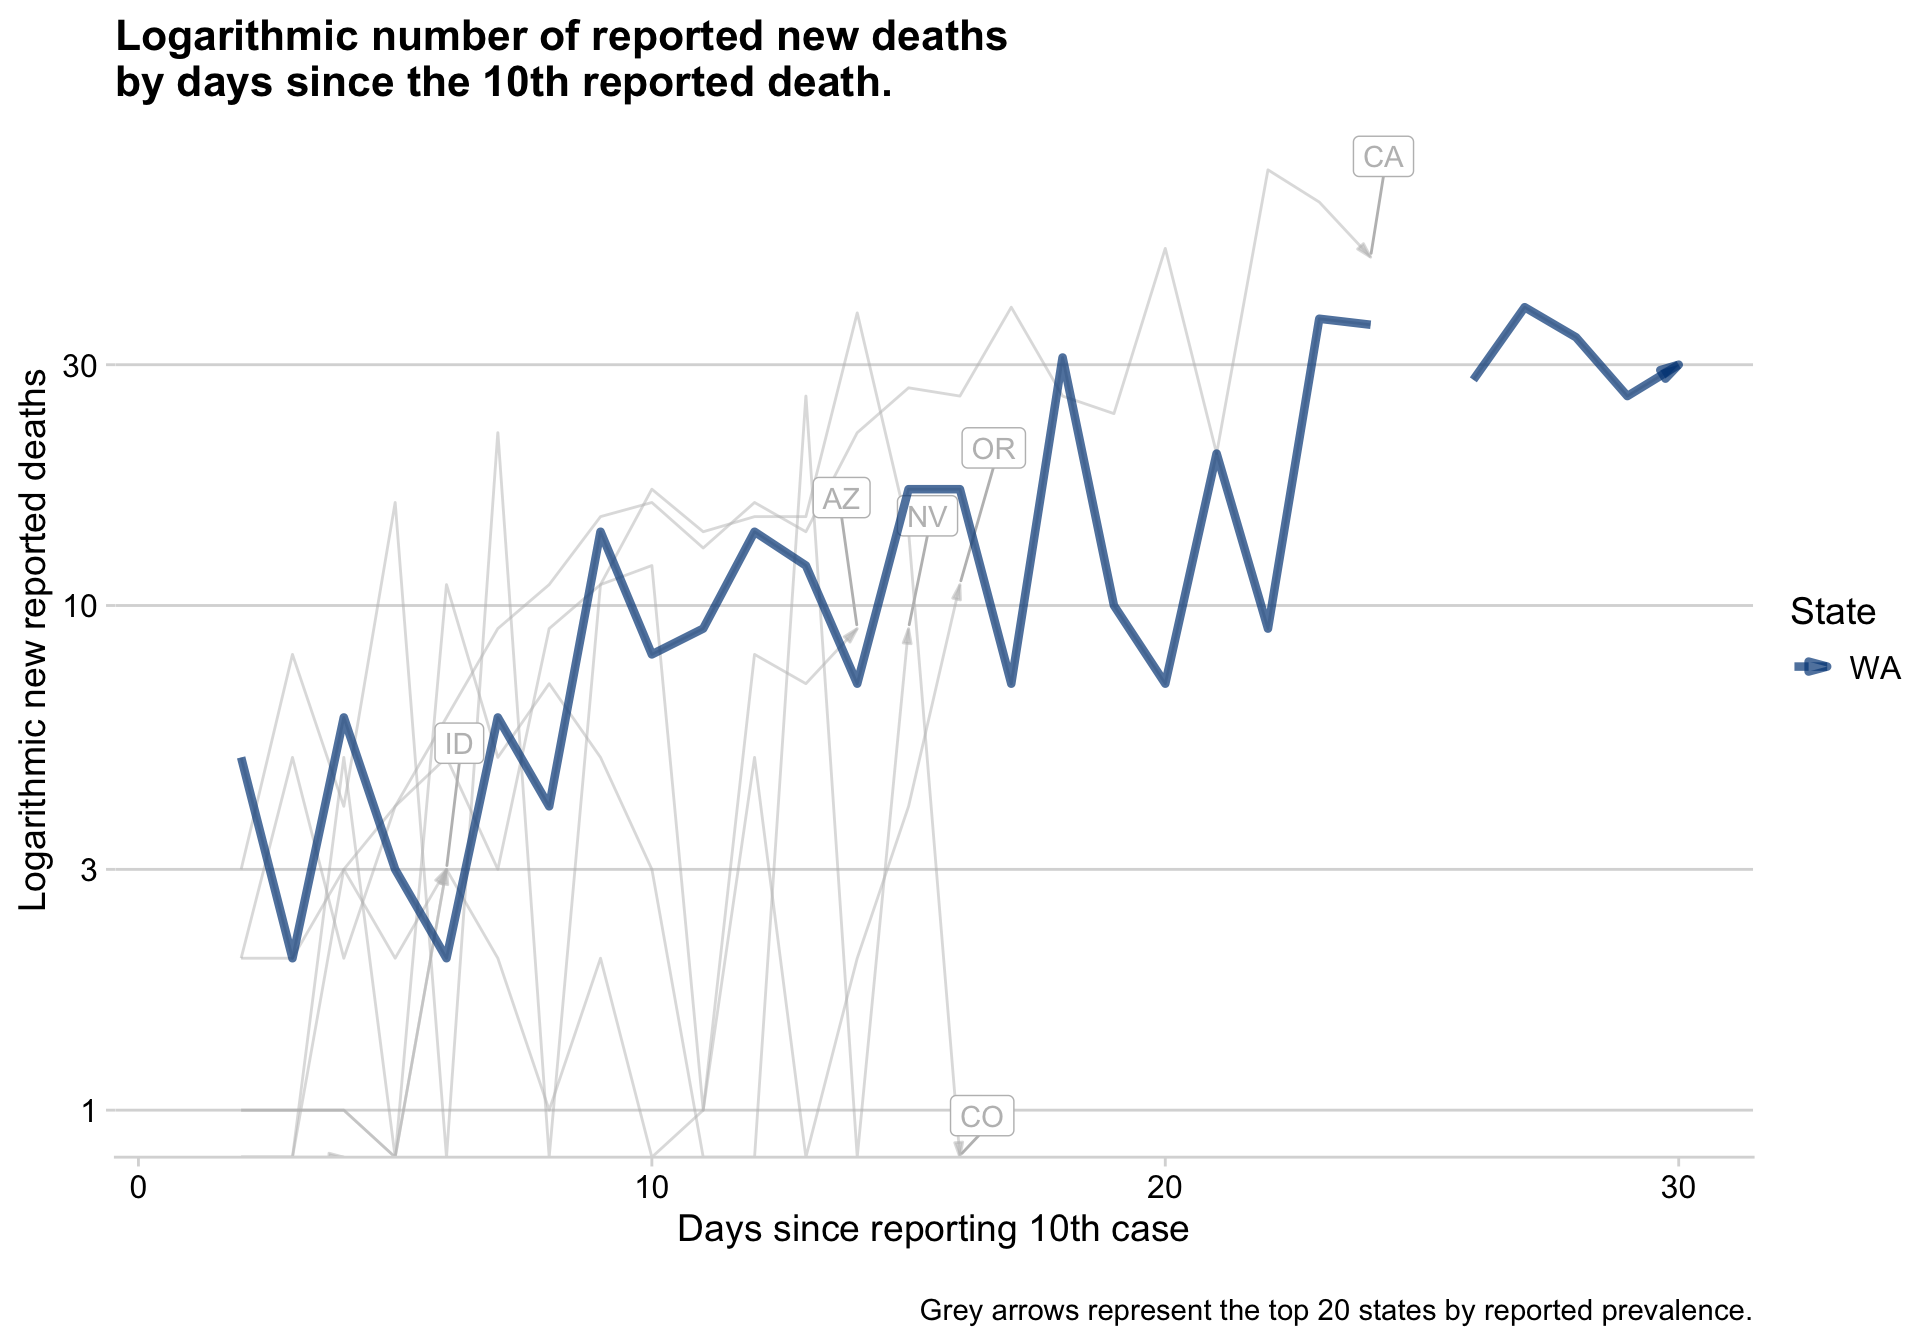 Logarithmic number of reported new deaths
by days since the 10th reported death.
CA
30
OR
AZ
NV
10
ID
3
CO
1
Logarithmic new reported deaths
State
WA
0
10
20
30
Days since reporting 10th case
Grey arrows represent the top 20 states by reported prevalence.